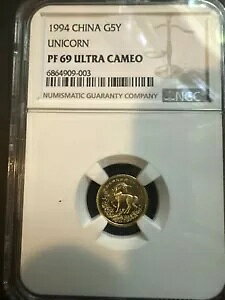 1994 CHINA G5Y
UNICORN
PF 69 ULTRA CAMEO
6864909-003
NUMISMATIC GUARANTY COMPANY
NGC